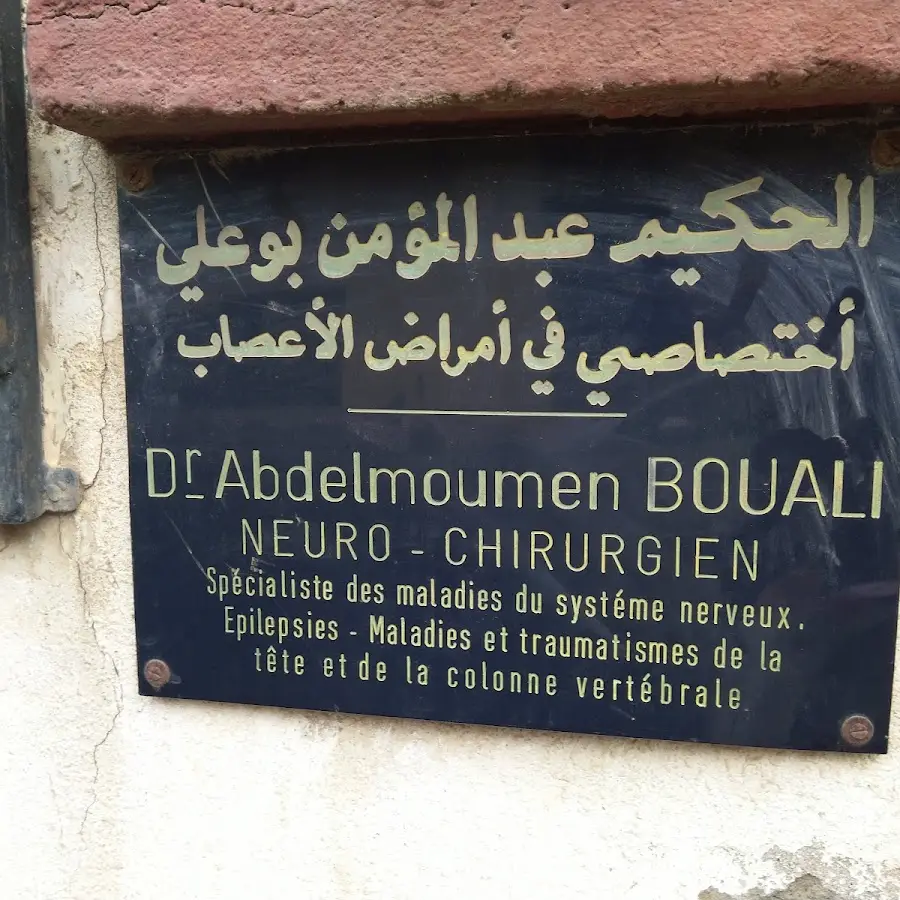 الحكيم عبد المؤمن بوعلي
أختصاصي في أمراض الأعصاب
Dr Abdelmoumen BOUALI
NEURO - CHIRURGIEN
Spécialiste des maladies du systéme nerveux.
Epilepsies - Maladies et traumatismes de la
tête et de la colonne vertébrale